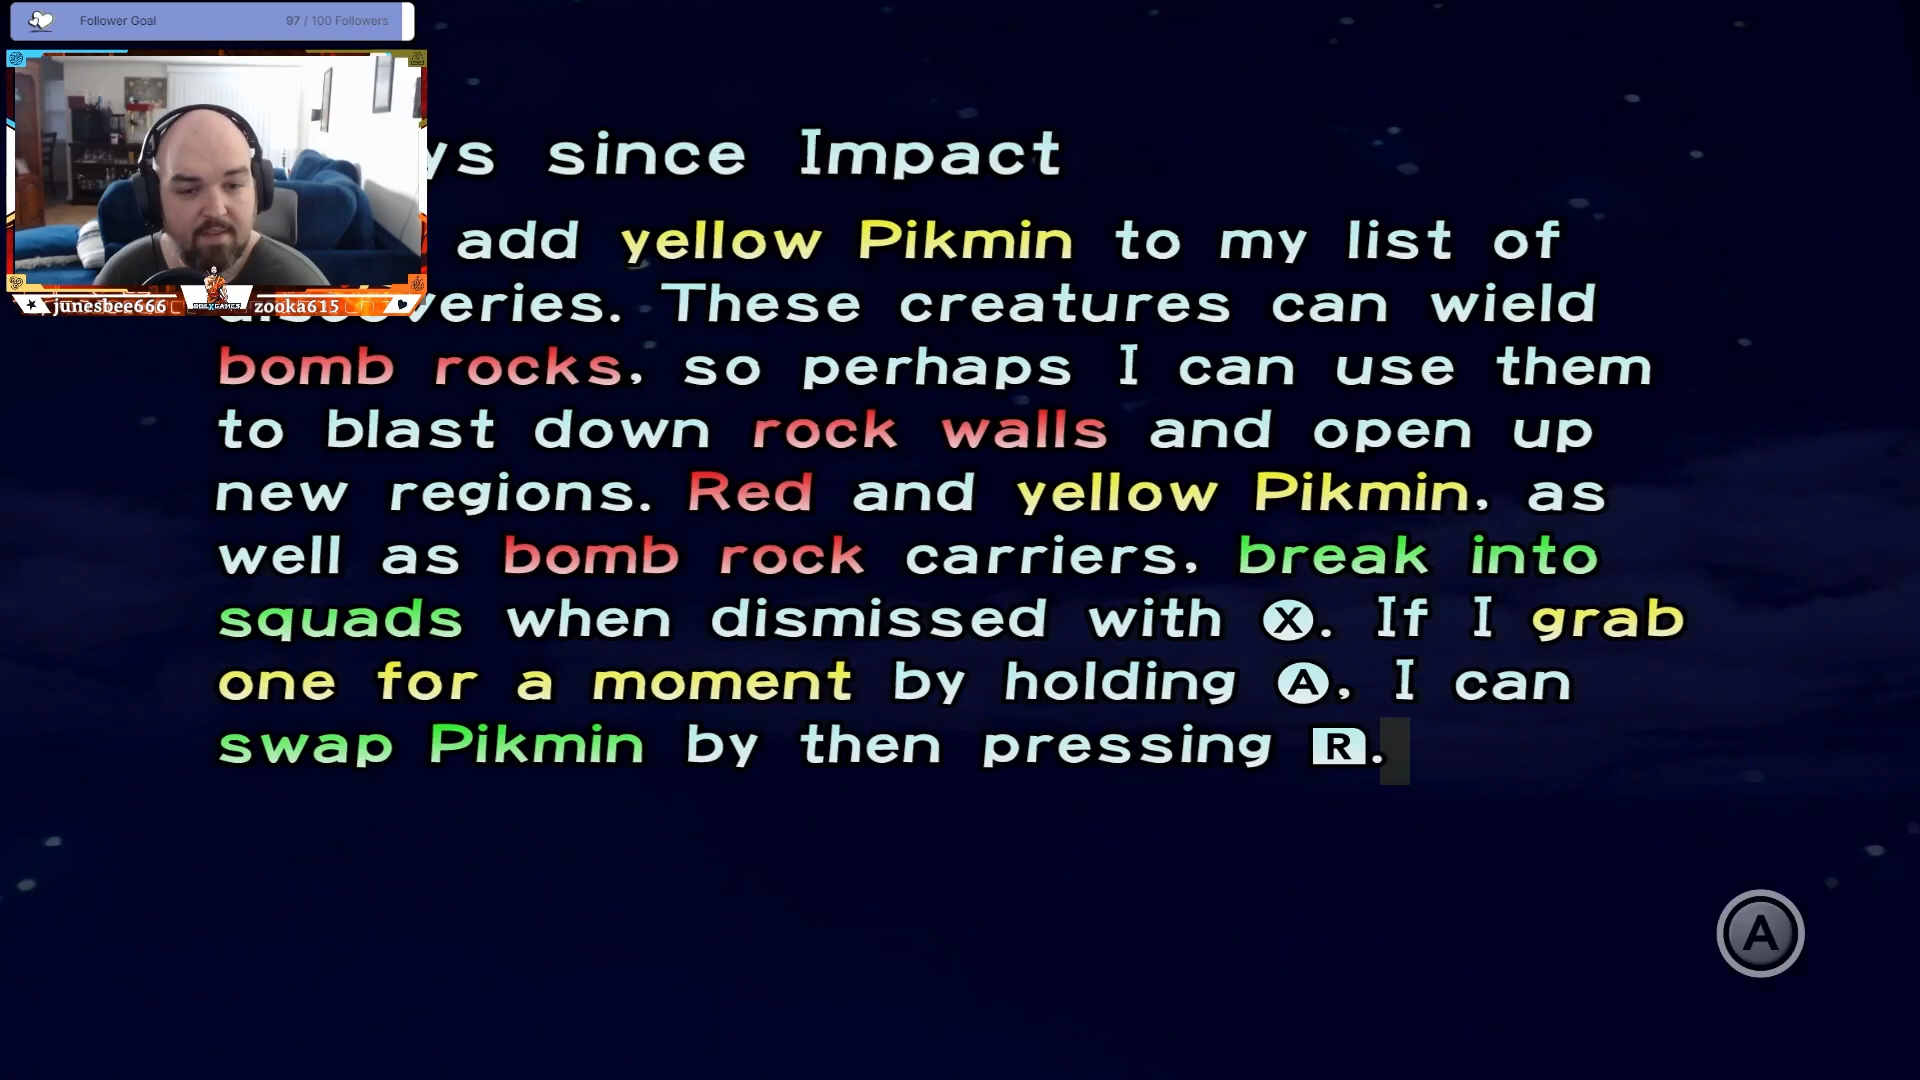 Follower Goal 97 / 100 Followers
ys since Impact
add yellow Pikmin to my list of
veries. These creatures can wield
junesbee666 zooka615
bomb rocks, so perhaps I can use them
to blast down rock walls and open up
new regions. Red and yellow Pikmin, as
well as bomb rock carriers, break into
squads when dismissed with X. If I grab
one for a moment by holding A, I can
swap Pikmin by then pressing R.
A